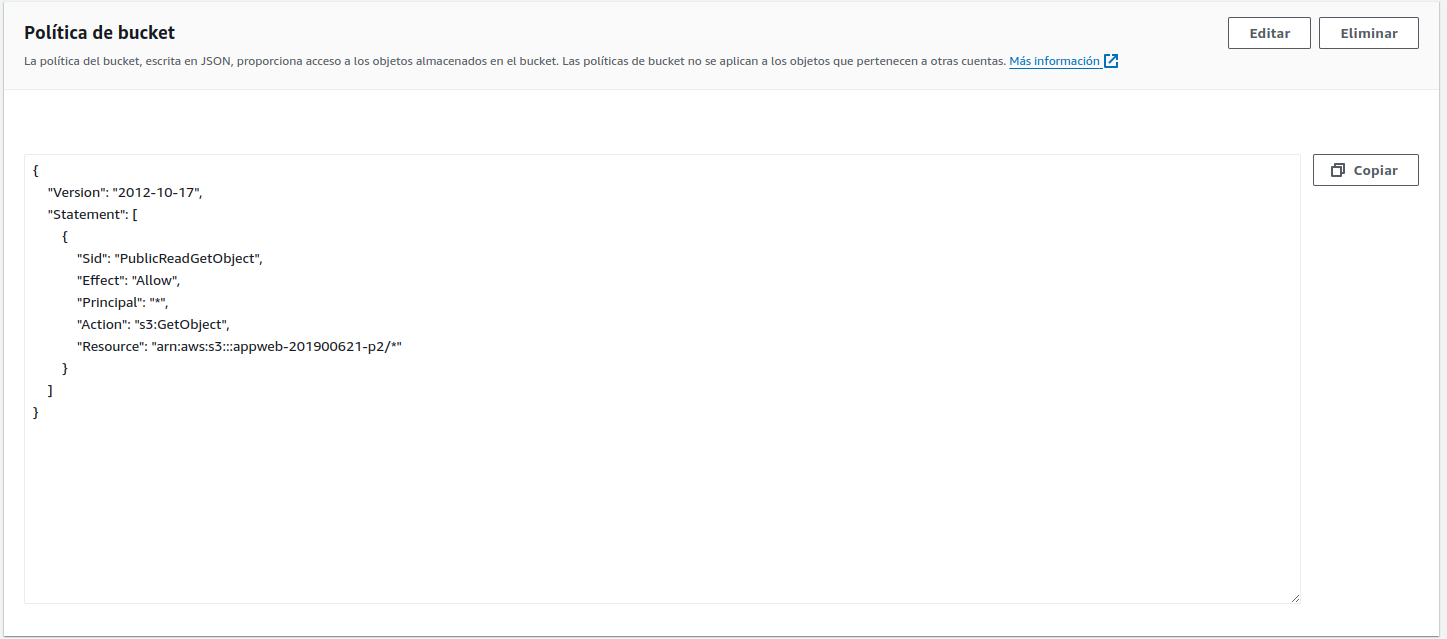 Política de bucket
Editar
Eliminar
La política del bucket, escrita en JSON, proporciona acceso a los objetos almacenados en el bucket. Las políticas de bucket no se aplican a los objetos que pertenecen a otras cuentas. Más información
Copiar
{
"Version": "2012-10-17",
"Statement": [
{
"Sid": "PublicReadGetObject",
"Effect": "Allow",
"Principal": "*",
"Action": "s3:GetObject",
"Resource": "arn:aws:s3:::appweb-201900621-p2/*"
}
]
}